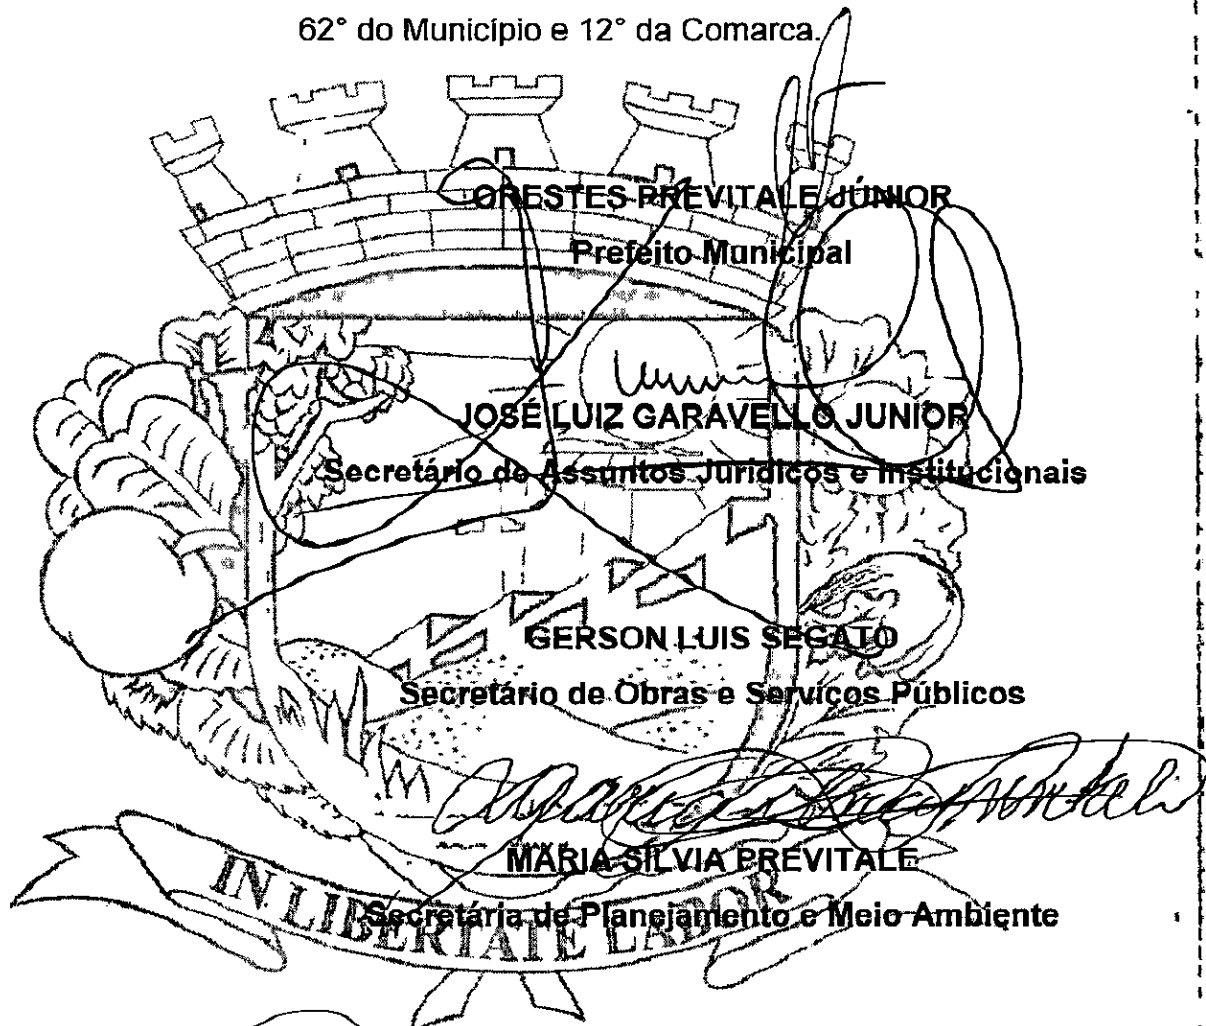 62° do Município e 12° da Comarca.
ORESTES PREVITALE JÚNIOR
Prefeito Municipal
JOSÉ LUIZ GARAVELLO JUNIOR
Secretário de Assuntos Jurídicos e Institucionais
GERSON LUIS SEGATO
Secretário de Obras e Serviços Públicos
MARIA SILVIA PREVITALE
Secretária de Planejamento e Meio Ambiente
IN LIBERTATE LABOR